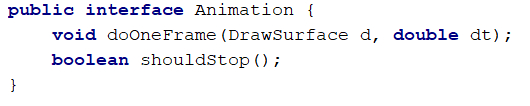 public interface Animation {
    void doOneFrame(DrawSurface d, double dt);
    boolean shouldStop();
}